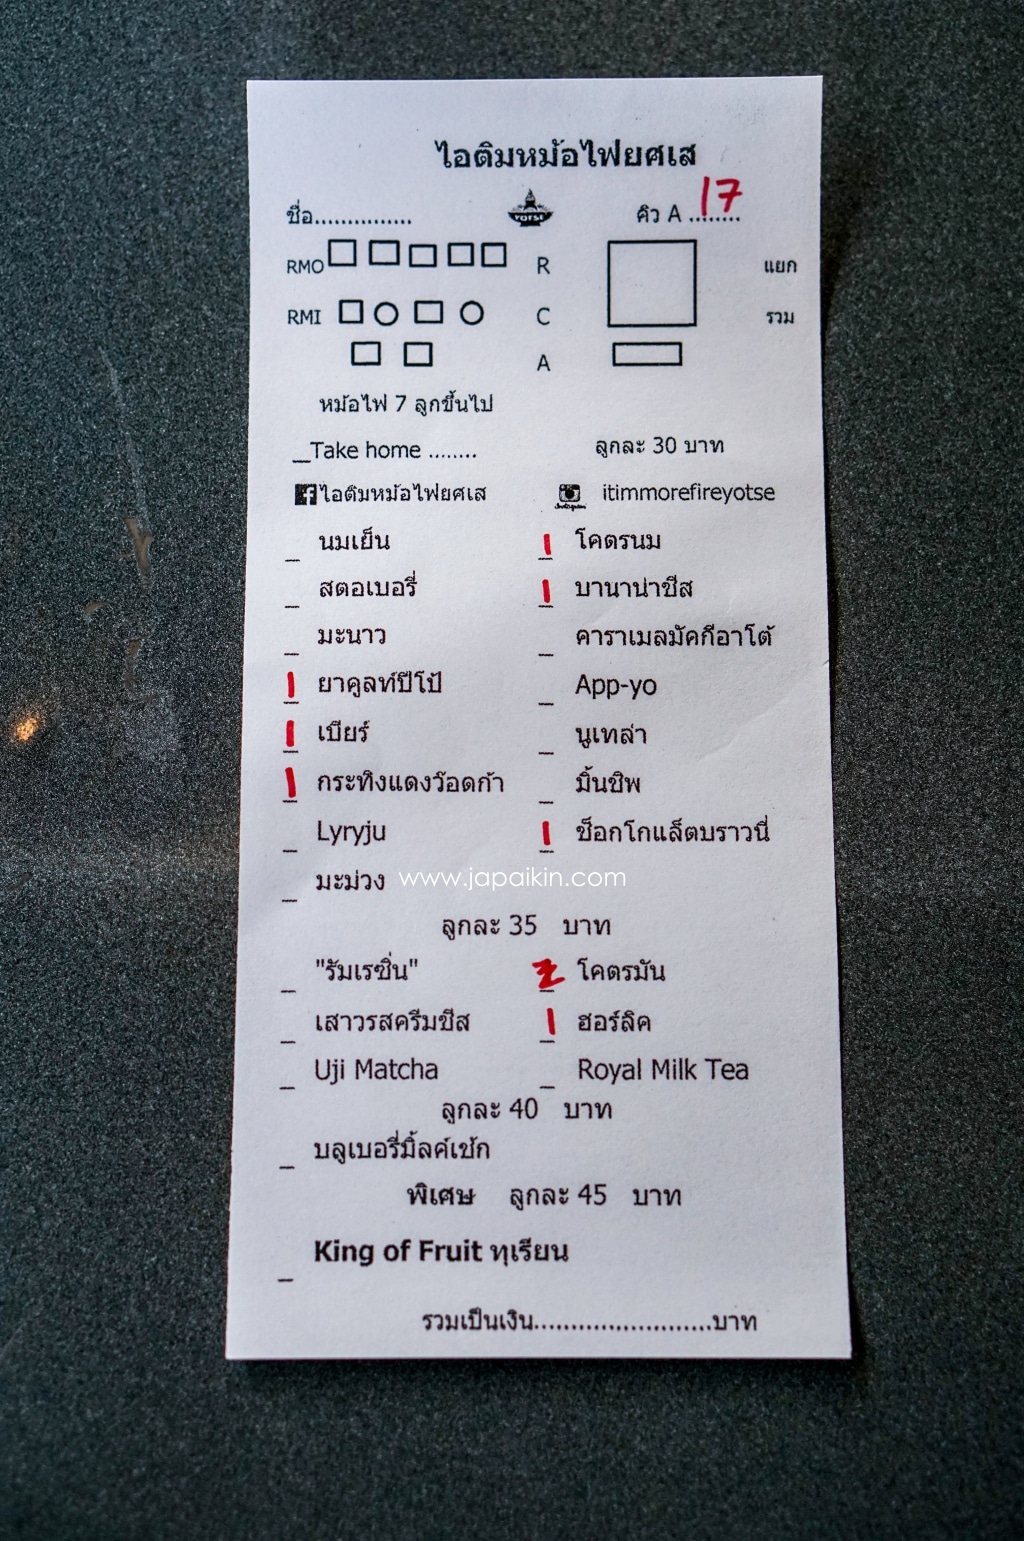 ไอติมหม้อไฟยศเส
ชื่อ............... YOTSE คิว A ........ 17
RMO R แยก
RMI C รวม
A
หม้อไฟ 7 ลูกขึ้นไป
_Take home ........ ลูกละ 30 บาท
ไอติมหม้อไฟยศเส Instagram itimmorefireyotse
_ นมเย็น 1 โคตรนม
_ สตอเบอรี่ 1 บานาน่าชีส
_ มะนาว _ คาราเมลมัคกีอาโต้
1 ยาคูลท์ปีโป้ _ App-yo
1 เบียร์ _ นูเทล่า
1 กระทิงแดงว๊อดก้า _ มิ้นชิพ
_ Lyryju 1 ช็อกโกแล็ตบราวนี่
_ มะม่วง www.japaikin.com
ลูกละ 35 บาท
_ "รัมเรซิ่น" 2 โคตรมัน
_ เสาวรสครีมชีส 1 ฮอร์ลิค
_ Uji Matcha _ Royal Milk Tea
ลูกละ 40 บาท
_ บลูเบอรี่มิ้ลค์เช้ก
พิเศษ ลูกละ 45 บาท
_ King of Fruit ทุเรียน
รวมเป็นเงิน........................บาท